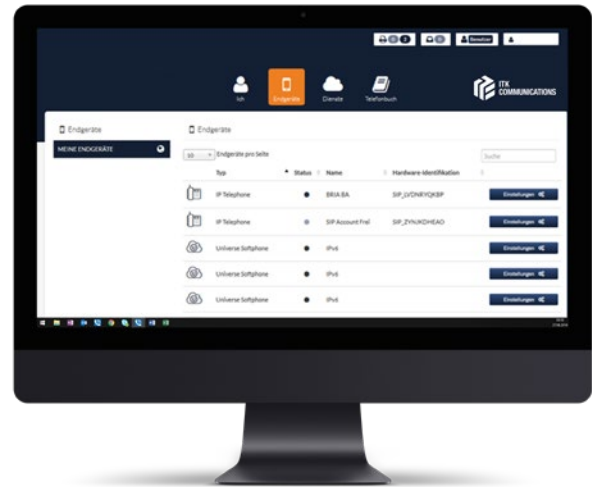 Benutzer
Ich
Endgeräte
Dienste
Telefonbuch
ITK
COMMUNICATIONS
Endgeräte
Endgeräte
MEINE ENDGERÄTE
10 Endgeräte pro Seite
Suche
Typ Status Name Hardware-Identifikation
IP Telephone BRIA BA SIP_LVDNRYQKBP Einstellungen
IP Telephone SIP Account Frei SIP_ZYNJKDHEAO Einstellungen
Universe Softphone IPv6 Einstellungen
Universe Softphone IPv6 Einstellungen
Universe Softphone IPv6 Einstellungen